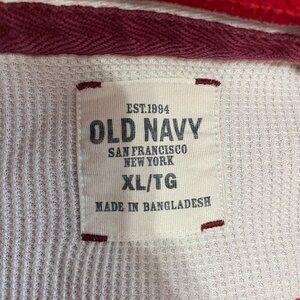 EST.1994
OLD NAVY
SAN FRANCISCO
NEW YORK
XL/TG
MADE IN BANGLADESH